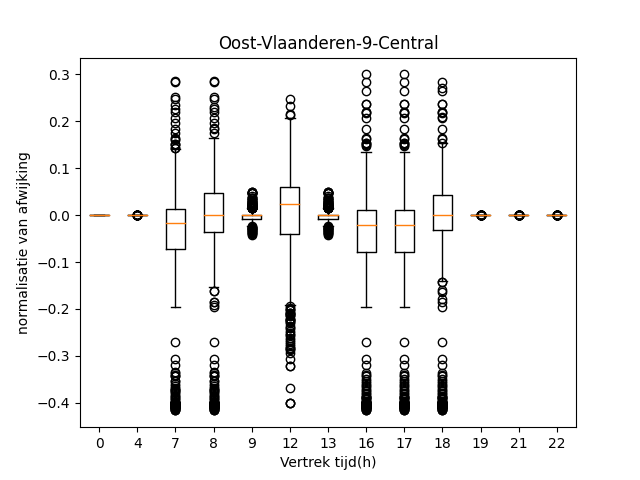 Oost-Vlaanderen-9-Central
normalisatie van afwijking
0.3
0.2
0.1
0.0
−0.1
−0.2
−0.3
−0.4
0 4 7 8 9 12 13 16 17 18 19 21 22
Vertrek tijd(h)